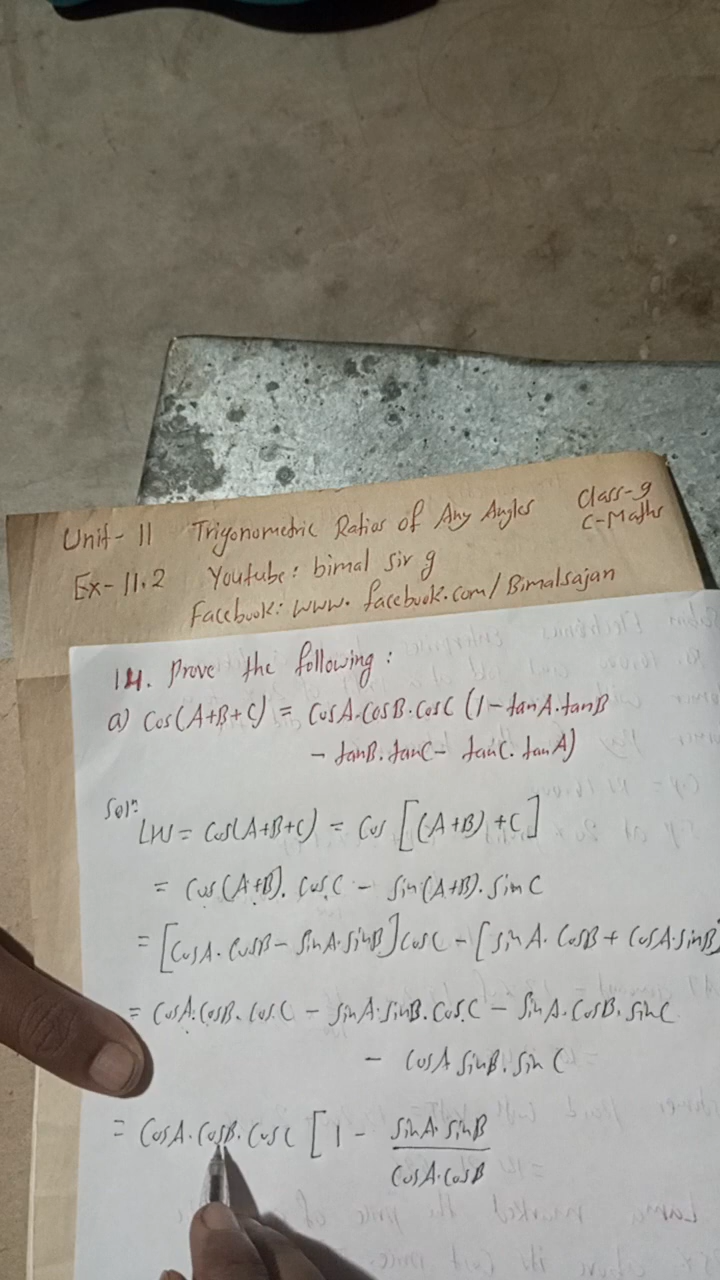 Unit- 11 Trigonometric Ratios of Any Angles Class-9
C-Maths
Ex-11.2 Youtube: bimal sir g
Facebook: www.facebook.com/Bimalsajan
14. Prove the following:
a) Cos(A+B+C) = CosA.CosB.CosC (1-tanA.tanB
- tanB.tanC- tanC.tanA)
Sol:
LHS = Cos(A+B+C) = Cos [(A+B)+C]
= Cos(A+B). CosC - Sin(A+B). SinC
= [CosA. CosB- SinA.SinB]CosC - [SinA. CosB + CosA.SinB]
= CosA.CosB.CosC - SinA.SinB.CosC - SinA.CosB.SinC
- CosA SinB.Sin C
= CosA.CosB.CosC [1 - SinA.SinB
CosA.CosB